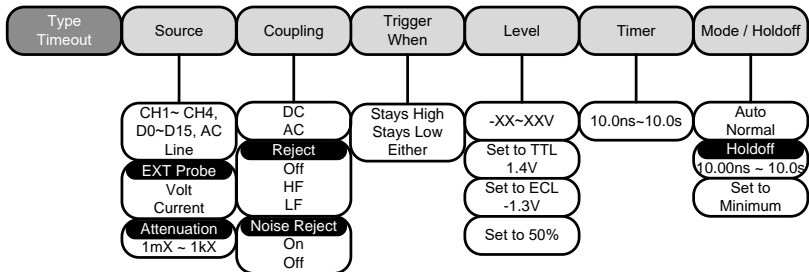 Type
Timeout
Source
Coupling
Trigger
When
Level
Timer
Mode / Holdoff
CH1~ CH4,
D0~D15, AC
Line
EXT Probe
Volt
Current
Attenuation
1mX ~ 1kX
DC
AC
Reject
Off
HF
LF
Noise Reject
On
Off
Stays High
Stays Low
Either
-XX~XXV
Set to TTL
1.4V
Set to ECL
-1.3V
Set to 50%
10.0ns~10.0s
Auto
Normal
Holdoff
10.00ns ~ 10.0s
Set to
Minimum